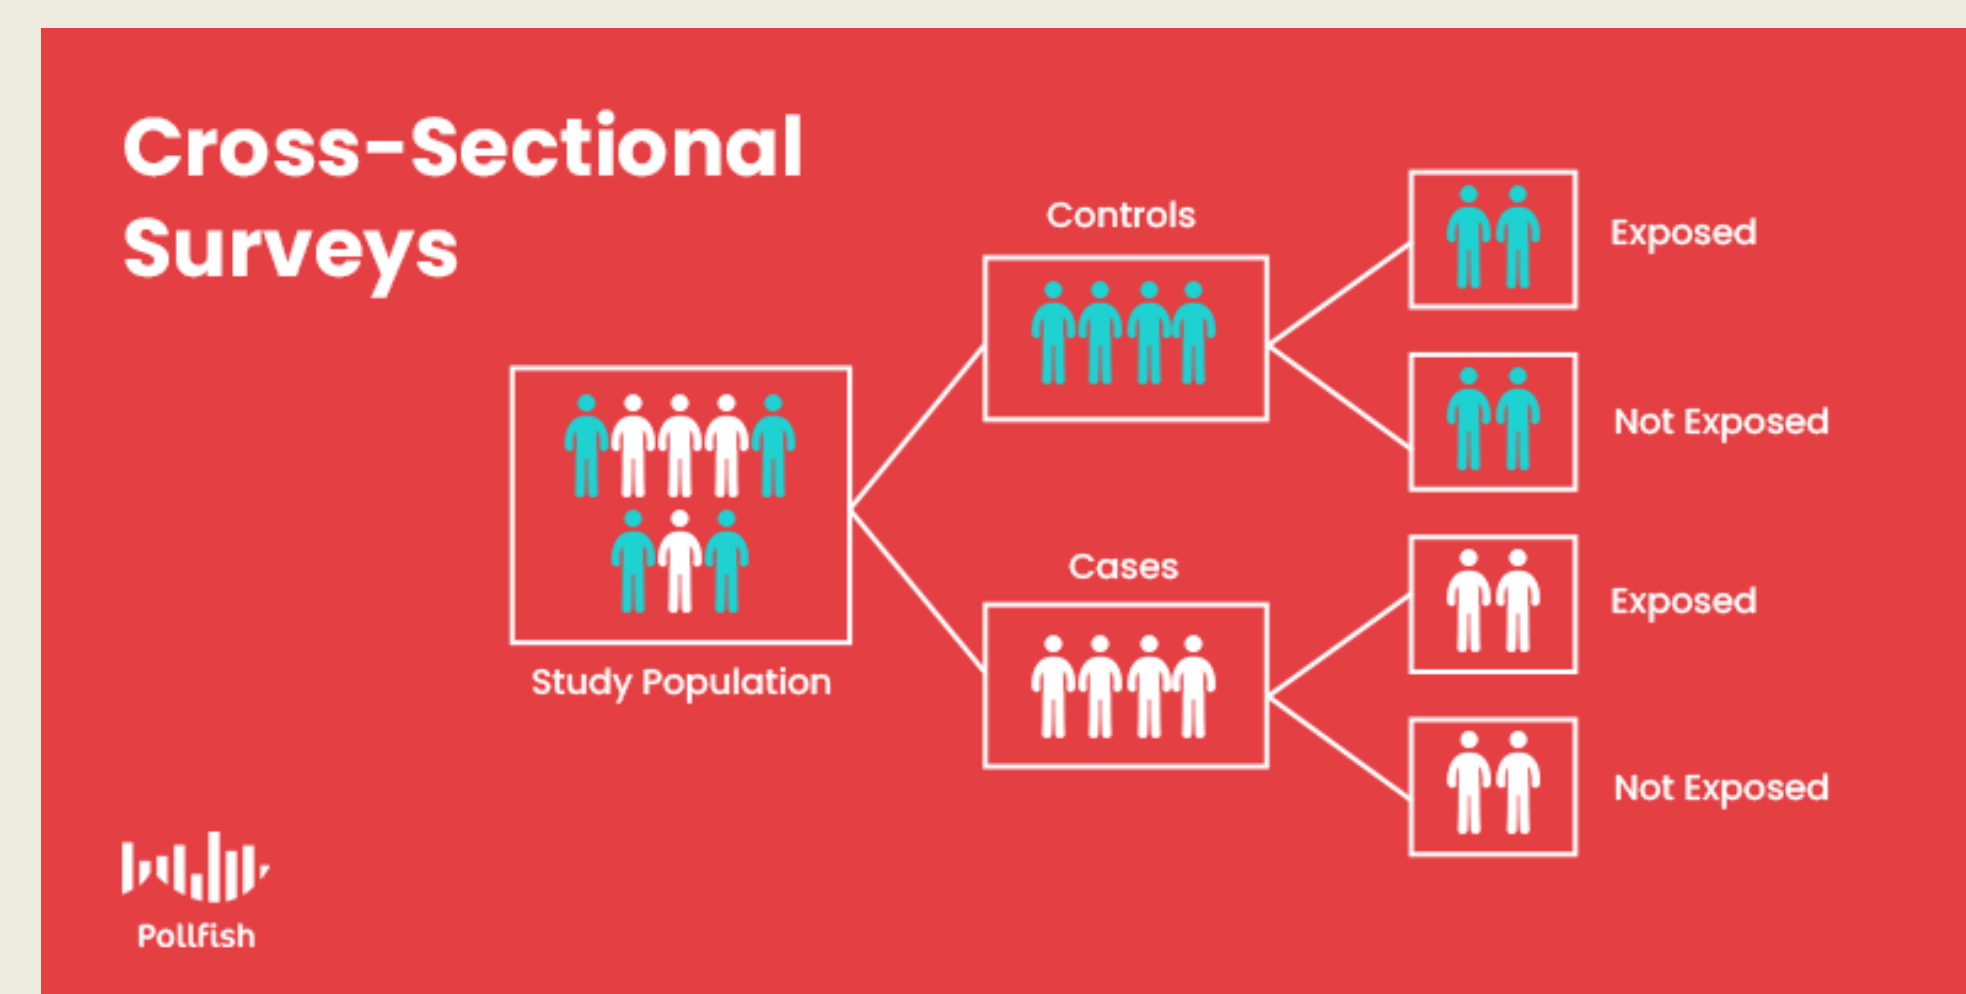 Cross-Sectional
Surveys
Controls
Exposed
Not Exposed
Study Population
Cases
Exposed
Not Exposed
Pollfish